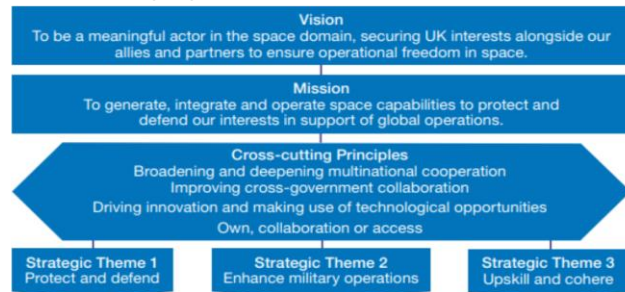 Vision
To be a meaningful actor in the space domain, securing UK interests alongside our
allies and partners to ensure operational freedom in space.
Mission
To generate, integrate and operate space capabilities to protect and
defend our interests in support of global operations.
Cross-cutting Principles
Broadening and deepening multinational cooperation
Improving cross-government collaboration
Driving innovation and making use of technological opportunities
Own, collaboration or access
Strategic Theme 1
Protect and defend
Strategic Theme 2
Enhance military operations
Strategic Theme 3
Upskill and cohere